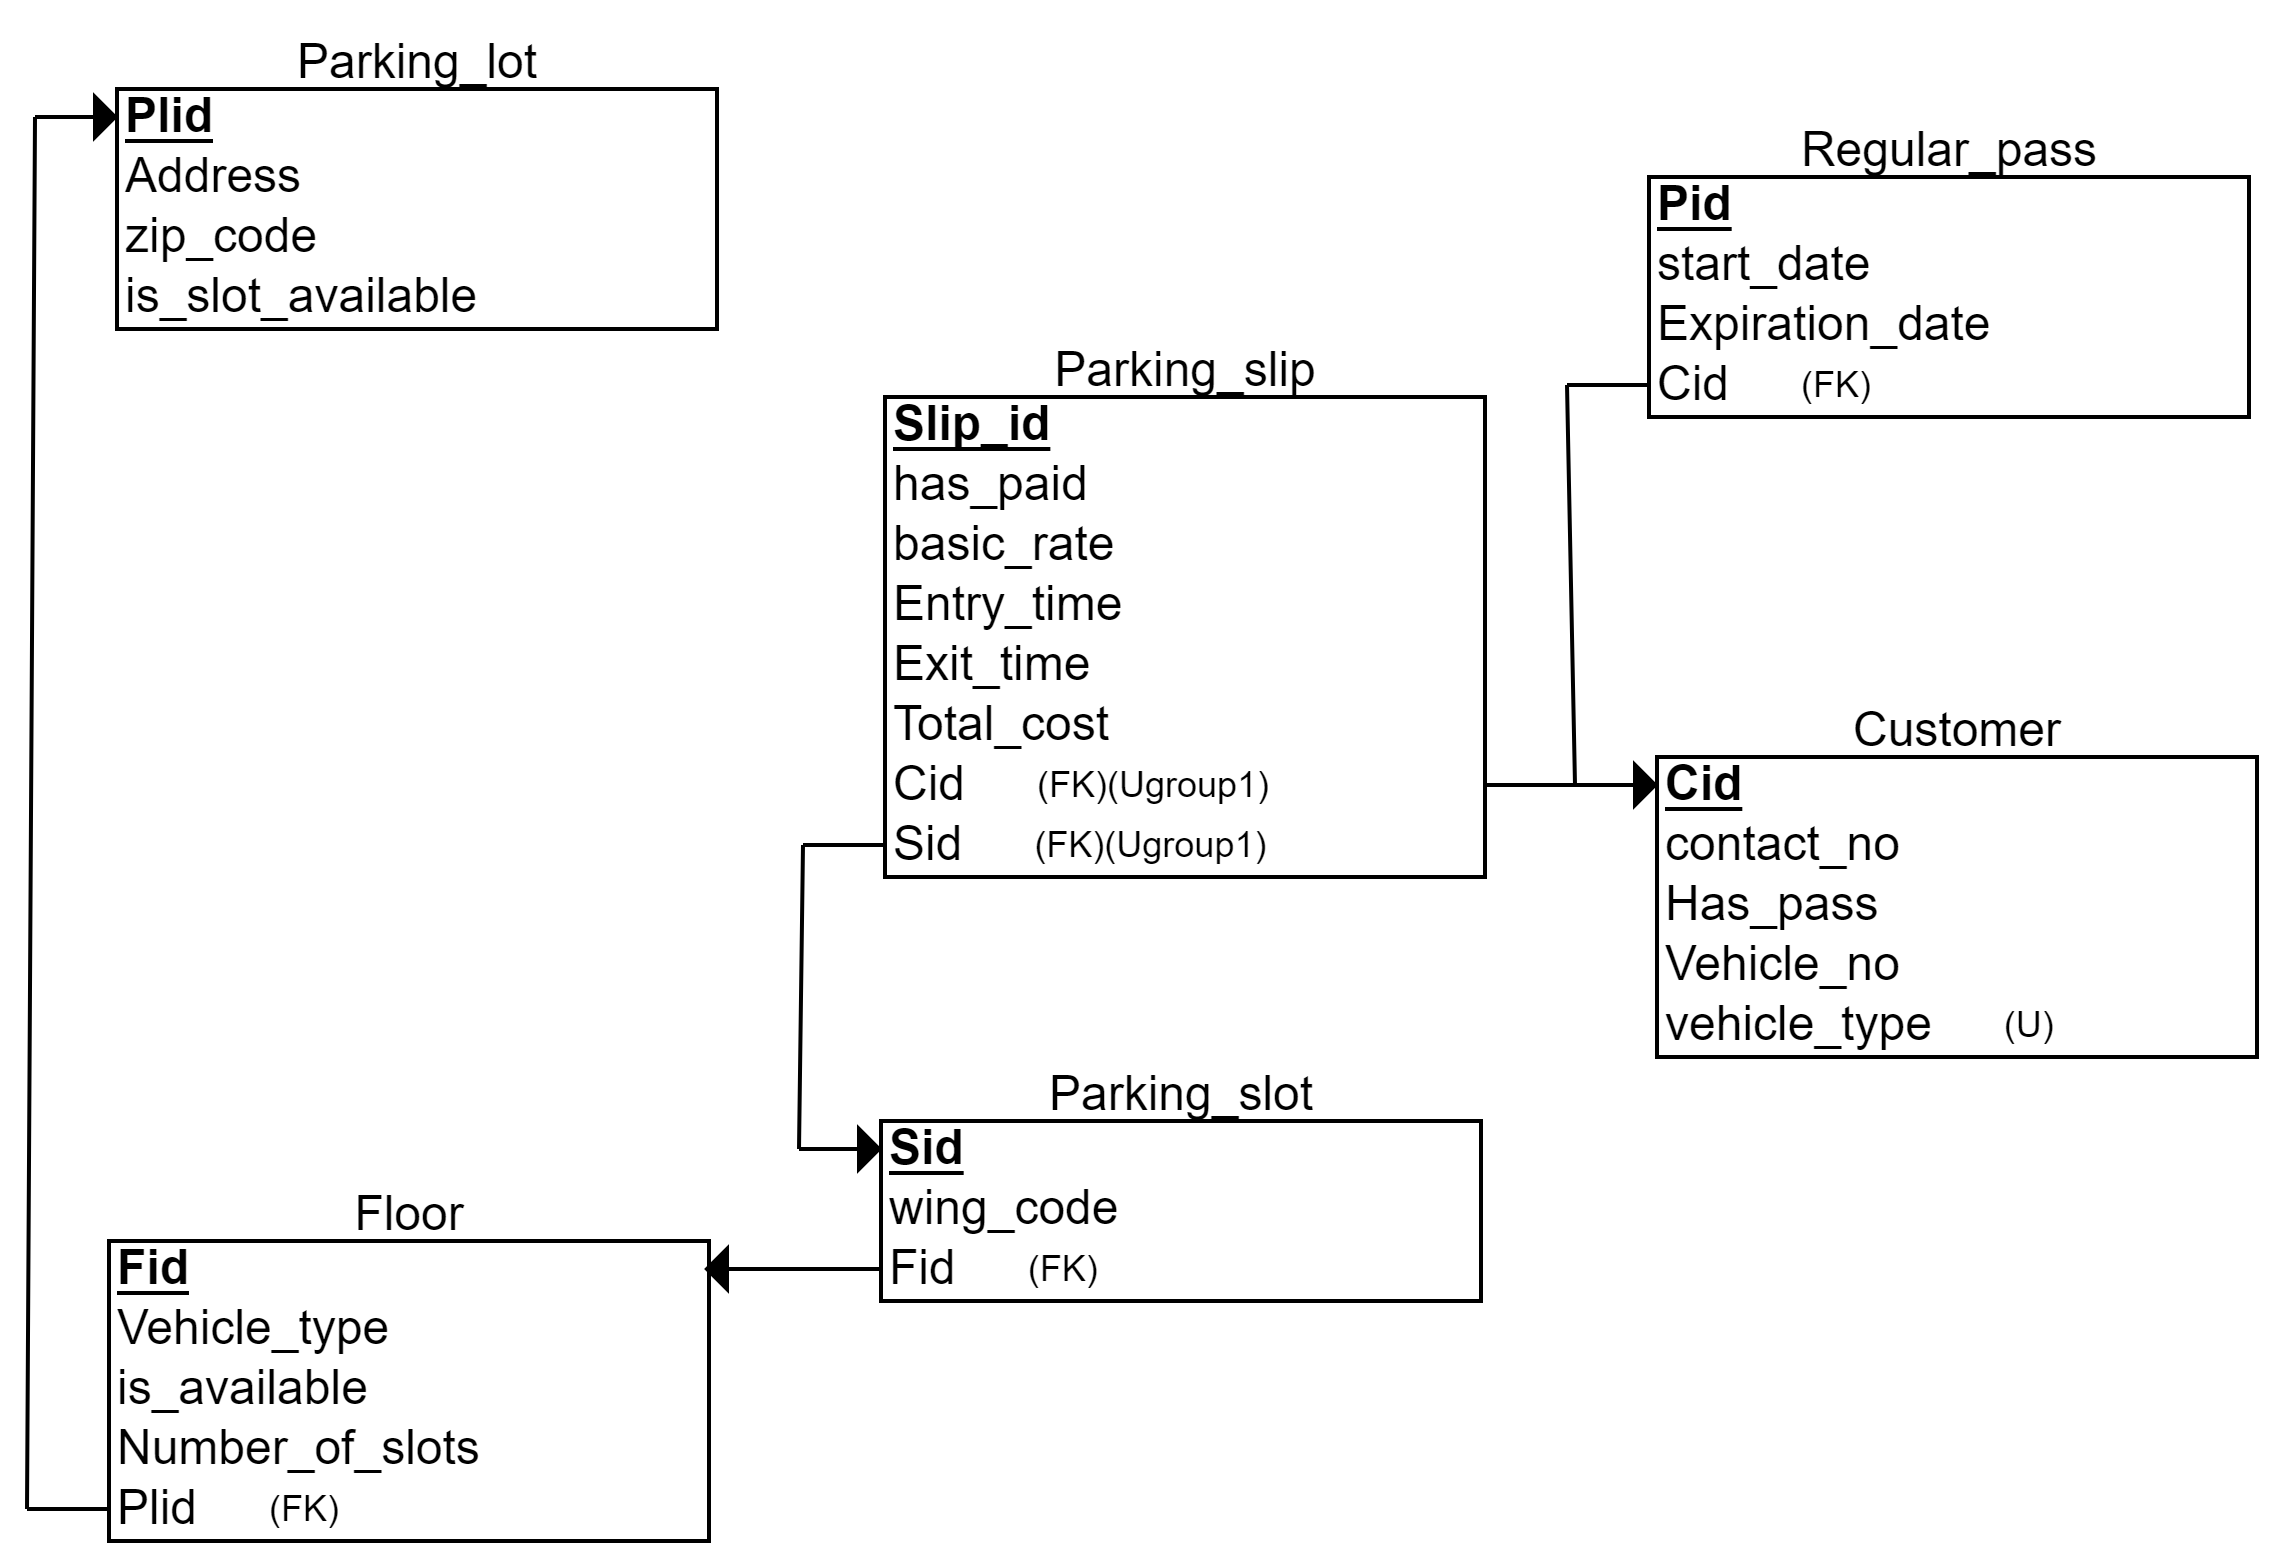 Parking_lot
Plid
Address
zip_code
is_slot_available
Regular_pass
Pid
start_date
Expiration_date
Cid (FK)
Parking_slip
Slip_id
has_paid
basic_rate
Entry_time
Exit_time
Total_cost
Cid (FK)(Ugroup1)
Sid (FK)(Ugroup1)
Customer
Cid
contact_no
Has_pass
Vehicle_no
vehicle_type (U)
Parking_slot
Sid
wing_code
Fid (FK)
Floor
Fid
Vehicle_type
is_available
Number_of_slots
Plid (FK)